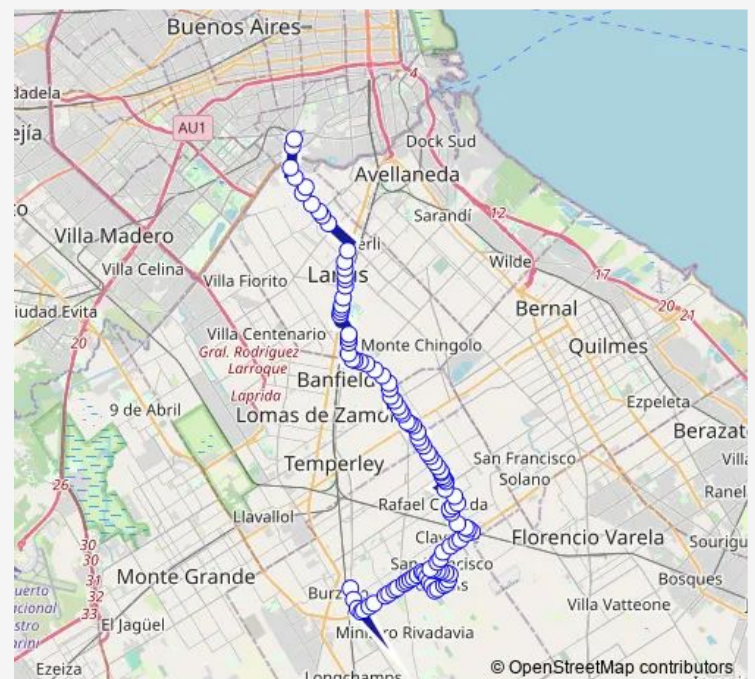 Buenos Aires
4
AU1
Dock Sud
Avellaneda
Sarandí
12
Villa Madero
Villa Celina
Villa Fiorito
Wilde
17
20
21
Bernal
20
Villa Centenario
Gral. Rodríguez
Larroque
Laprida
Monte Chingolo
Quilmes
Banfield
9 de Abril
Lomas de Zamo
Ezpeleta
Berazat
Temperley
San Francisco
Solano
26
Llavallol
Florencio Varela
30
30
31
32
33
Monte Grande
Bosques
Villa Vatteone
El Jagüel
Rivadavia
Ezeiza
Longchamps
© OpenStreetMap contributors